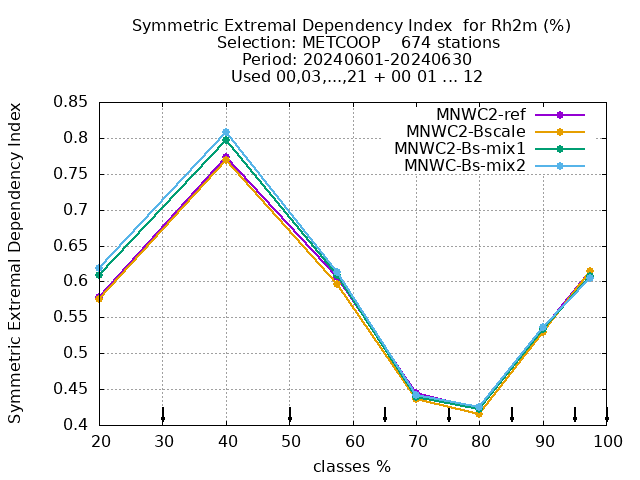 Symmetric Extremal Dependency Index  for Rh2m (%)
Selection: METCOOP    674 stations
Period: 20240601-20240630
Used 00,03,...,21 + 00 01 ... 12
Symmetric Extremal Dependency Index
0.85
0.8
0.75
0.7
0.65
0.6
0.55
0.5
0.45
0.4
MNWC2-ref
MNWC2-Bscale
MNWC2-Bs-mix1
MNWC-Bs-mix2
20 30 40 50 60 70 80 90 100
classes %